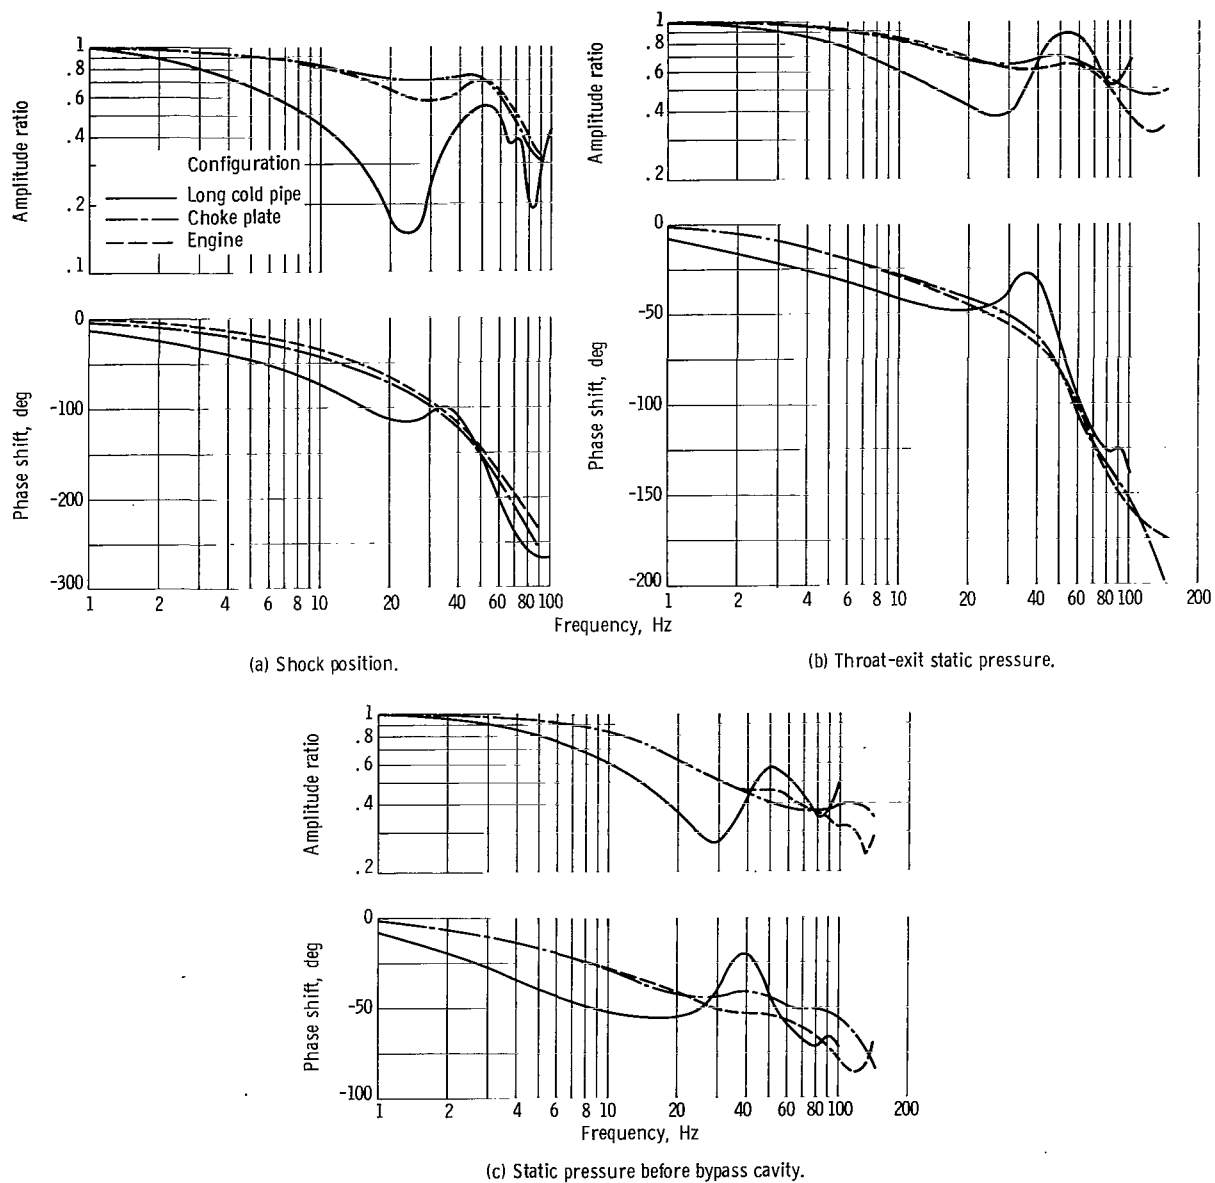 Amplitude ratio
1
.8
.6
.4
.2
.1
Configuration
Long cold pipe
Choke plate
Engine
Phase shift, deg
0
-100
-200
-300
1 2 4 6 8 10 20 40 60 80 100
(a) Shock position.
Amplitude ratio
1
.8
.6
.4
.2
Phase shift, deg
0
-50
-100
-150
-200
1 2 4 6 8 10 20 40 60 80 100 200
Frequency, Hz
(b) Throat-exit static pressure.
Amplitude ratio
1
.8
.6
.4
.2
Phase shift, deg
0
-50
-100
1 2 4 6 8 10 20 40 60 80 100 200
Frequency, Hz
(c) Static pressure before bypass cavity.